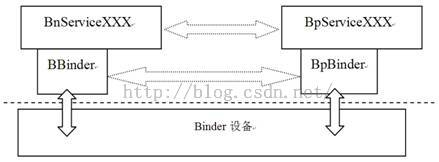 BnServiceXXX
BpServiceXXX
BBinder
BpBinder
http://blog.csdn.net/
Binder 设备